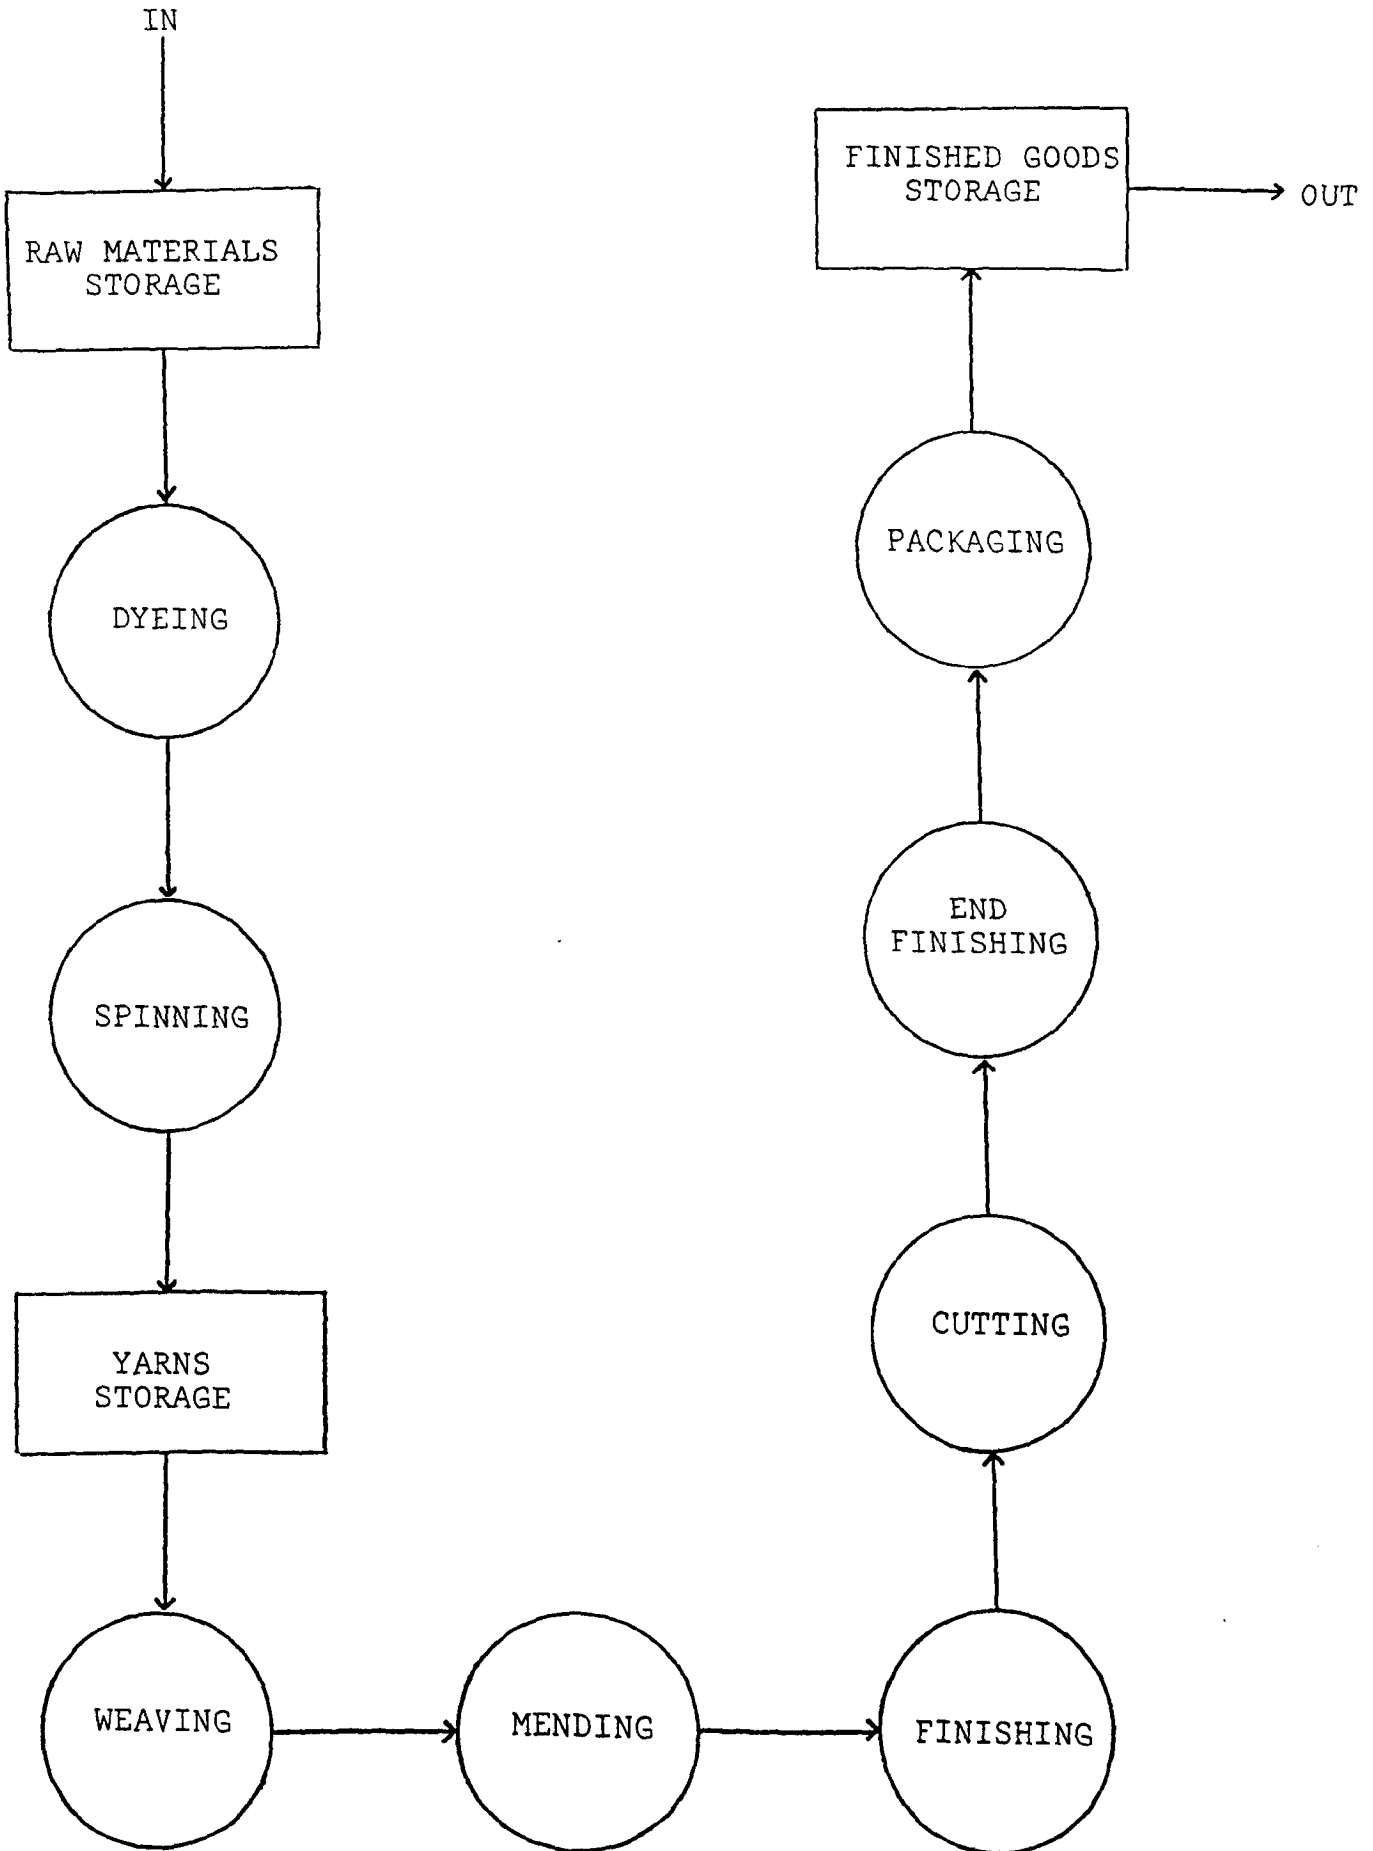 IN
RAW MATERIALS
STORAGE
DYEING
SPINNING
YARNS
STORAGE
WEAVING
MENDING
FINISHING
CUTTING
END
FINISHING
PACKAGING
FINISHED GOODS
STORAGE
OUT